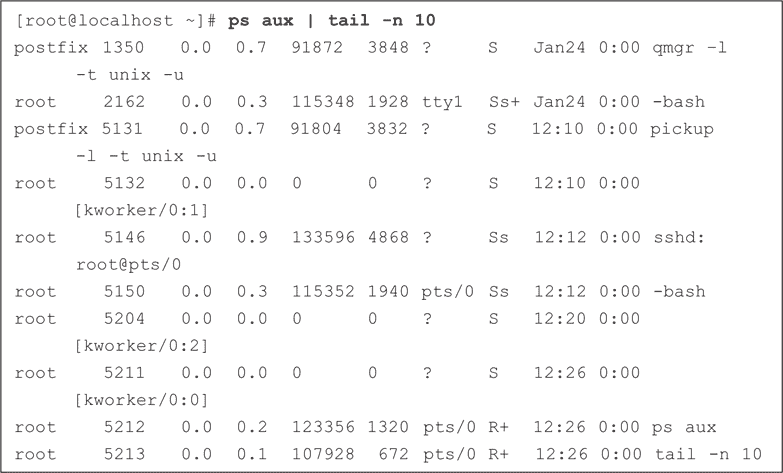 [root@localhost ~]# ps aux | tail -n 10
postfix 1350 0.0 0.7 91872 3848 ? S Jan24 0:00 qmgr -l
-t unix -u
root 2162 0.0 0.3 115348 1928 tty1 Ss+ Jan24 0:00 -bash
postfix 5131 0.0 0.7 91804 3832 ? S 12:10 0:00 pickup
-l -t unix -u
root 5132 0.0 0.0 0 0 ? S 12:10 0:00
[kworker/0:1]
root 5146 0.0 0.9 133596 4868 ? Ss 12:12 0:00 sshd:
root@pts/0
root 5150 0.0 0.3 115352 1940 pts/0 Ss 12:12 0:00 -bash
root 5204 0.0 0.0 0 0 ? S 12:20 0:00
[kworker/0:2]
root 5211 0.0 0.0 0 0 ? S 12:26 0:00
[kworker/0:0]
root 5212 0.0 0.2 123356 1320 pts/0 R+ 12:26 0:00 ps aux
root 5213 0.0 0.1 107928 672 pts/0 R+ 12:26 0:00 tail -n 10